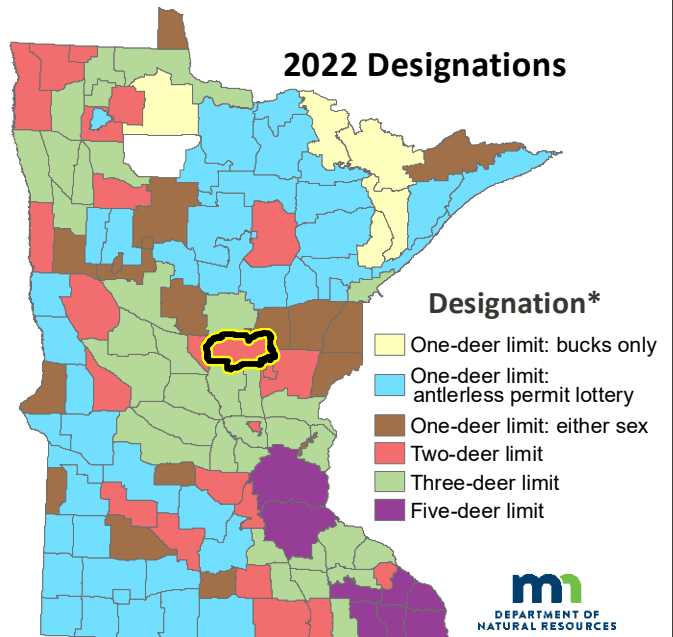 2022 Designations
Designation*
One-deer limit: bucks only
One-deer limit:
antlerless permit lottery
One-deer limit: either sex
Two-deer limit
Three-deer limit
Five-deer limit
mn
DEPARTMENT OF
NATURAL RESOURCES